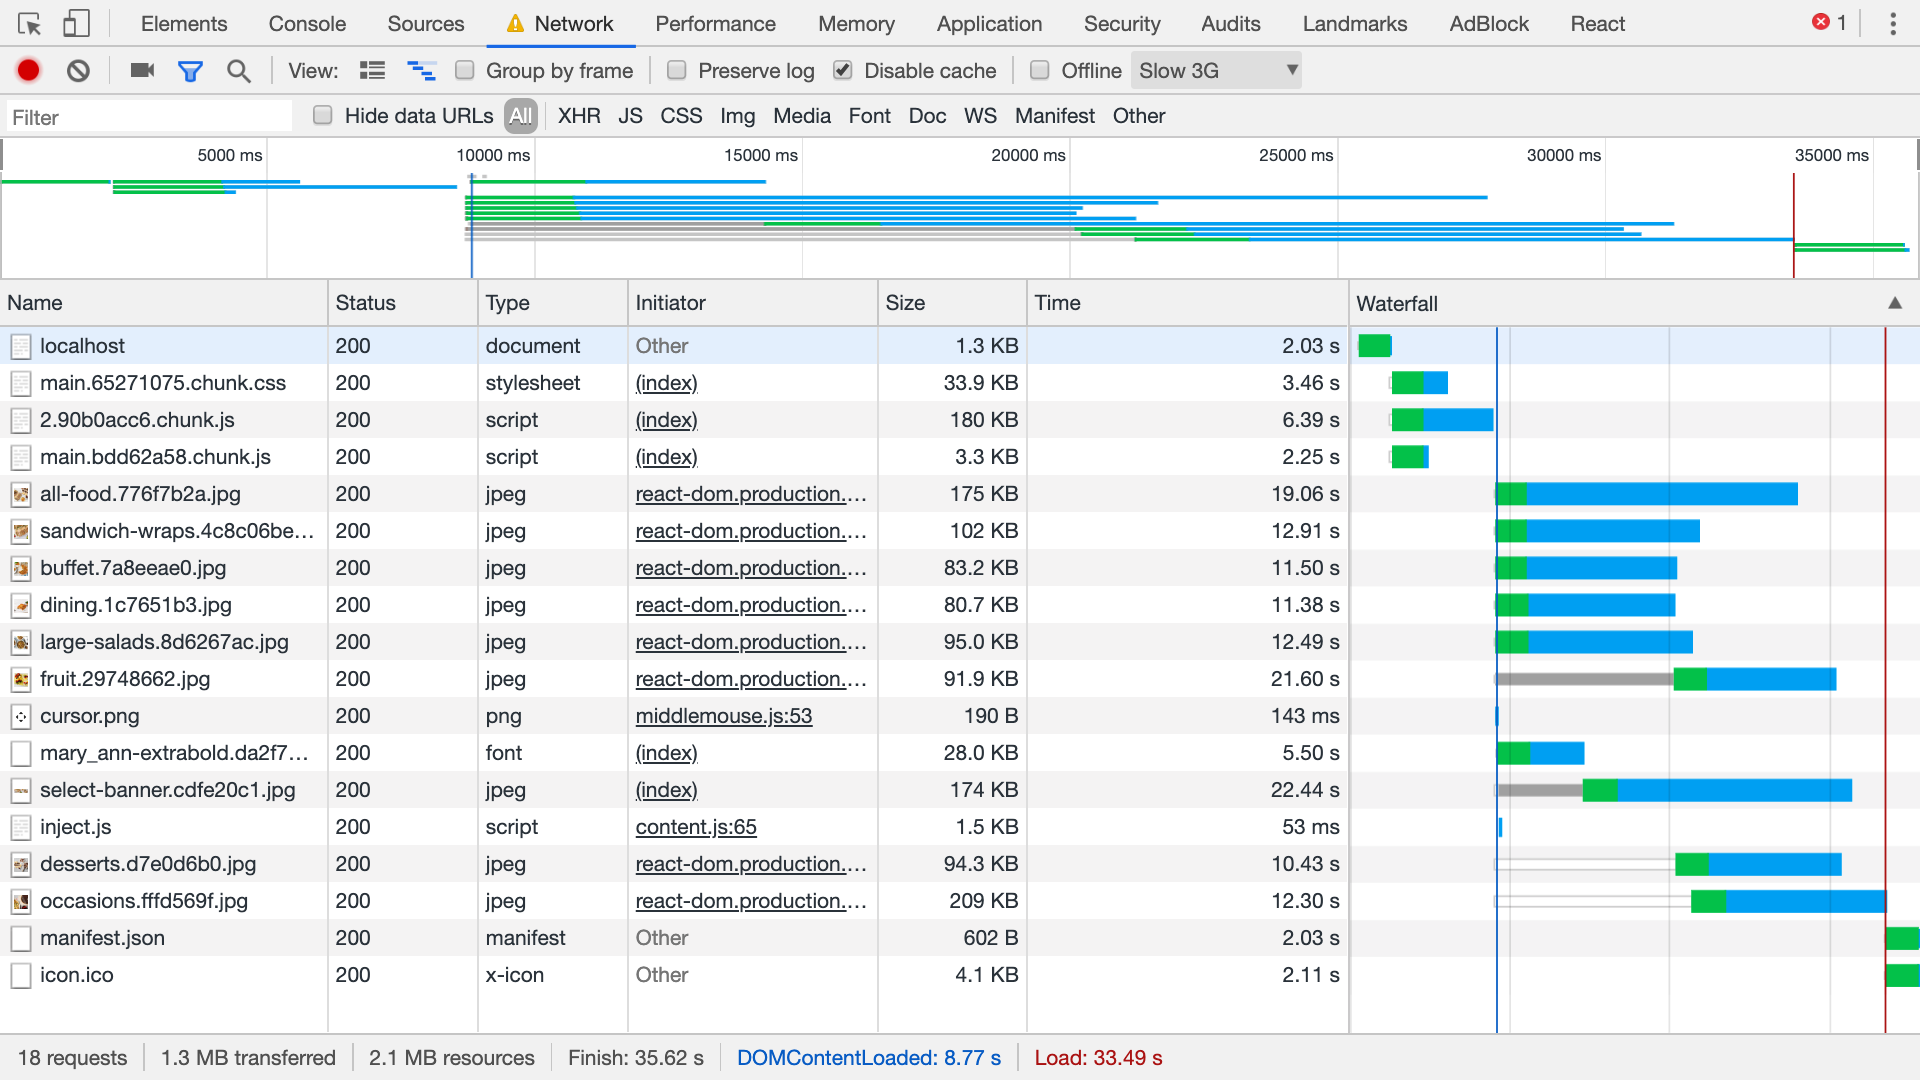 Elements Console Sources Network Performance Memory Application Security Audits Landmarks AdBlock React 1
View: Group by frame Preserve log Disable cache Offline Slow 3G
Filter Hide data URLs All XHR JS CSS Img Media Font Doc WS Manifest Other
5000 ms 10000 ms 15000 ms 20000 ms 25000 ms 30000 ms 35000 ms
Name Status Type Initiator Size Time Waterfall
localhost 200 document Other 1.3 KB 2.03 s
main.65271075.chunk.css 200 stylesheet (index) 33.9 KB 3.46 s
2.90b0acc6.chunk.js 200 script (index) 180 KB 6.39 s
main.bdd62a58.chunk.js 200 script (index) 3.3 KB 2.25 s
all-food.776f7b2a.jpg 200 jpeg react-dom.production.… 175 KB 19.06 s
sandwich-wraps.4c8c06be… 200 jpeg react-dom.production.… 102 KB 12.91 s
buffet.7a8eeae0.jpg 200 jpeg react-dom.production.… 83.2 KB 11.50 s
dining.1c7651b3.jpg 200 jpeg react-dom.production.… 80.7 KB 11.38 s
large-salads.8d6267ac.jpg 200 jpeg react-dom.production.… 95.0 KB 12.49 s
fruit.29748662.jpg 200 jpeg react-dom.production.… 91.9 KB 21.60 s
cursor.png 200 png middlemouse.js:53 190 B 143 ms
mary_ann-extrabold.da2f7… 200 font (index) 28.0 KB 5.50 s
select-banner.cdfe20c1.jpg 200 jpeg (index) 174 KB 22.44 s
inject.js 200 script content.js:65 1.5 KB 53 ms
desserts.d7e0d6b0.jpg 200 jpeg react-dom.production.… 94.3 KB 10.43 s
occasions.fffd569f.jpg 200 jpeg react-dom.production.… 209 KB 12.30 s
manifest.json 200 manifest Other 602 B 2.03 s
icon.ico 200 x-icon Other 4.1 KB 2.11 s
18 requests 1.3 MB transferred 2.1 MB resources Finish: 35.62 s DOMContentLoaded: 8.77 s Load: 33.49 s